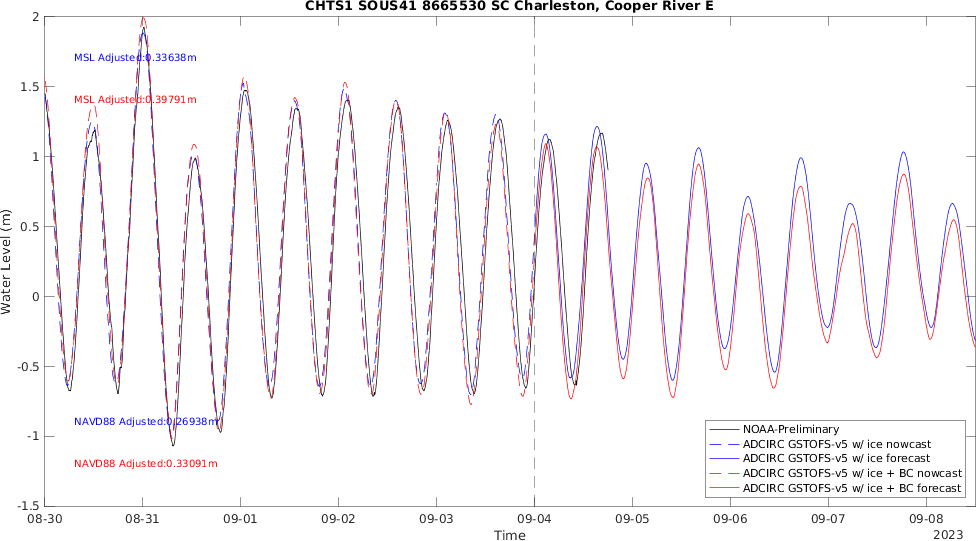 CHTS1 SOUS41 8665530 SC Charleston, Cooper River E
2
1.5
1
0.5
0
-0.5
-1
-1.5
Water Level (m)
MSL Adjusted:0.33638m
MSL Adjusted:0.39791m
NAVD88 Adjusted:0.26938m
NAVD88 Adjusted:0.33091m
NOAA-Preliminary
ADCIRC GSTOFS-v5 w/ ice nowcast
ADCIRC GSTOFS-v5 w/ ice forecast
ADCIRC GSTOFS-v5 w/ ice + BC nowcast
ADCIRC GSTOFS-v5 w/ ice + BC forecast
08-30 08-31 09-01 09-02 09-03 09-04 09-05 09-06 09-07 09-08
Time
2023